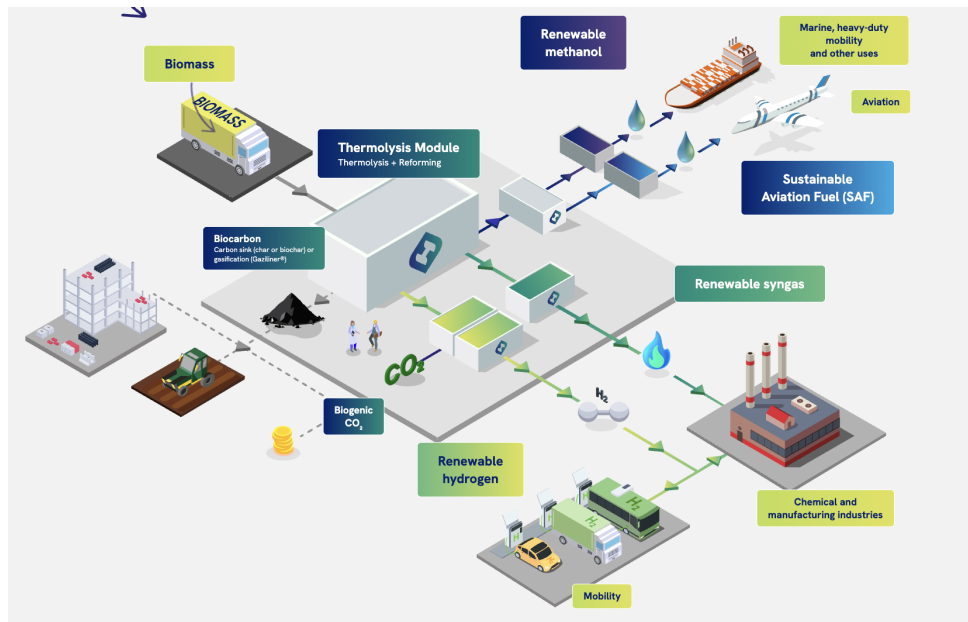 Renewable
methanol
Marine, heavy-duty
mobility
and other uses
Biomass
BIOMASS
Aviation
Thermolysis Module
Thermolysis + Reforming
Sustainable
Aviation Fuel (SAF)
Biocarbon
Carbon sink (char or biochar) or
gasification (Gaziliner®)
Renewable syngas
CO₂
H₂
Biogenic
CO₂
Renewable
hydrogen
H₂
H₂
Chemical and
manufacturing industries
Mobility